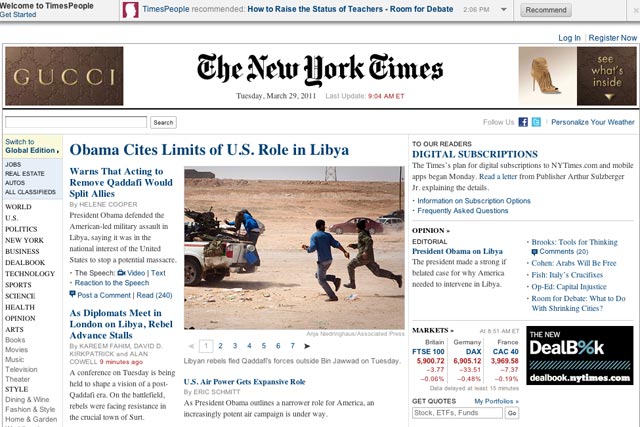 Welcome to TimesPeople
Get Started
TimesPeople recommended: How to Raise the Status of Teachers - Room for Debate
2:06 PM
Recommend
Log In
Register Now
GUCCI
The New York Times
Tuesday, March 29, 2011 Last Update: 9:04 AM ET
see
what's
inside
Search
Follow Us
Personalize Your Weather
Switch to
Global Edition
JOBS
REAL ESTATE
AUTOS
ALL CLASSIFIEDS
WORLD
U.S.
POLITICS
NEW YORK
BUSINESS
DEALBOOK
TECHNOLOGY
SPORTS
SCIENCE
HEALTH
OPINION
ARTS
Books
Movies
Music
Television
Theater
STYLE
Dining & Wine
Fashion & Style
Home & Garden
Obama Cites Limits of U.S. Role in Libya
Warns That Acting to
Remove Qaddafi Would
Split Allies
By HELENE COOPER
President Obama defended the
American-led military assault in
Libya, saying it was in the
national interest of the United
States to stop a potential massacre.
The Speech: Video | Text
Reaction to the Speech
Post a Comment | Read (240)
As Diplomats Meet in
London on Libya, Rebel
Advance Stalls
By KAREEM FAHIM, DAVID D.
KIRKPATRICK and ALAN
COWELL 9 minutes ago
A conference on Tuesday is
being held to shape a vision of a post-
Qaddafi era. On the battlefield,
rebels were facing resistance in
the crucial town of Surt.
Anja Niedringhaus/Associated Press
1 2 3 4 5 6 7
Libyan rebels fled Qaddafi's forces outside Bin Jawwad on Tuesday.
U.S. Air Power Gets Expansive Role
By ERIC SCHMITT
As President Obama outlines a narrower role for America, an
increasingly potent air campaign is under way.
TO OUR READERS
DIGITAL SUBSCRIPTIONS
The Times's plan for digital subscriptions to NYTimes.com and mobile
apps began Monday. Read a letter from Publisher Arthur Sulzberger
Jr. explaining the details.
Information on Subscription Options
Frequently Asked Questions
OPINION »
EDITORIAL
President Obama on Libya
The president made a strong if
belated case for why America
needed to intervene in Libya.
Brooks: Tools for Thinking
Comments (20)
Cohen: Arabs Will Be Free
Fish: Italy's Crucifixes
Op-Ed: Capital Injustice
Room for Debate: What to Do
With Shrinking Cities?
MARKETS »
At 8:51 AM ET
Britain Germany France
FTSE 100 DAX CAC 40
5,900.72 6,905.12 3,969.58
−3.77 −33.51 −7.37
−0.06% −0.48% −0.19%
Data delayed at least 15 minutes
GET QUOTES
My Portfolios »
Stock, ETFs, Funds
Go
THE NEW
DealB%k
dealbook.nytimes.com